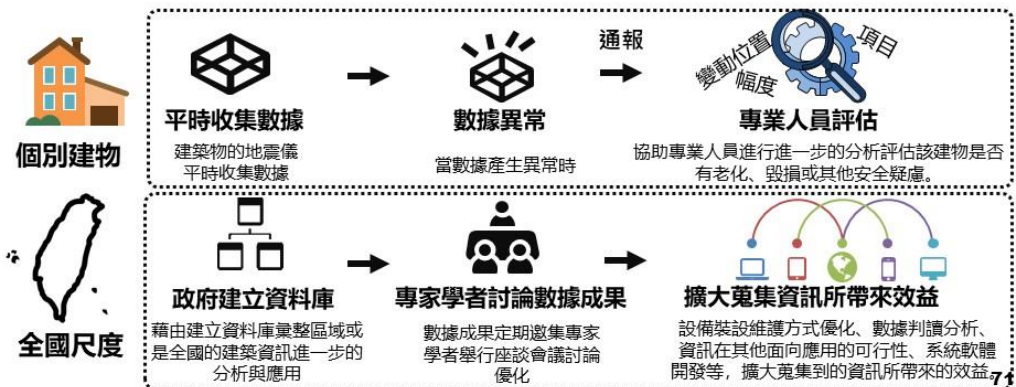 個別建物
平時收集數據
建築物的地震儀
平時收集數據
數據異常
當數據產生異常時
通報
變動位置
幅度
項目
專業人員評估
協助專業人員進行進一步的分析評估該建物是否
有老化、毀損或其他安全疑慮。
全國尺度
政府建立資料庫
藉由建立資料庫彙整區域或
是全國的建築資訊進一步的
分析與應用
專家學者討論數據成果
數據成果定期邀集專家
學者舉行座談會議討論
優化
擴大蒐集資訊所帶來效益
設備裝設維護方式優化、數據判讀分析、
資訊在其他面向應用的可行性、系統軟體
開發等，擴大蒐集到的資訊所帶來的效益。
71